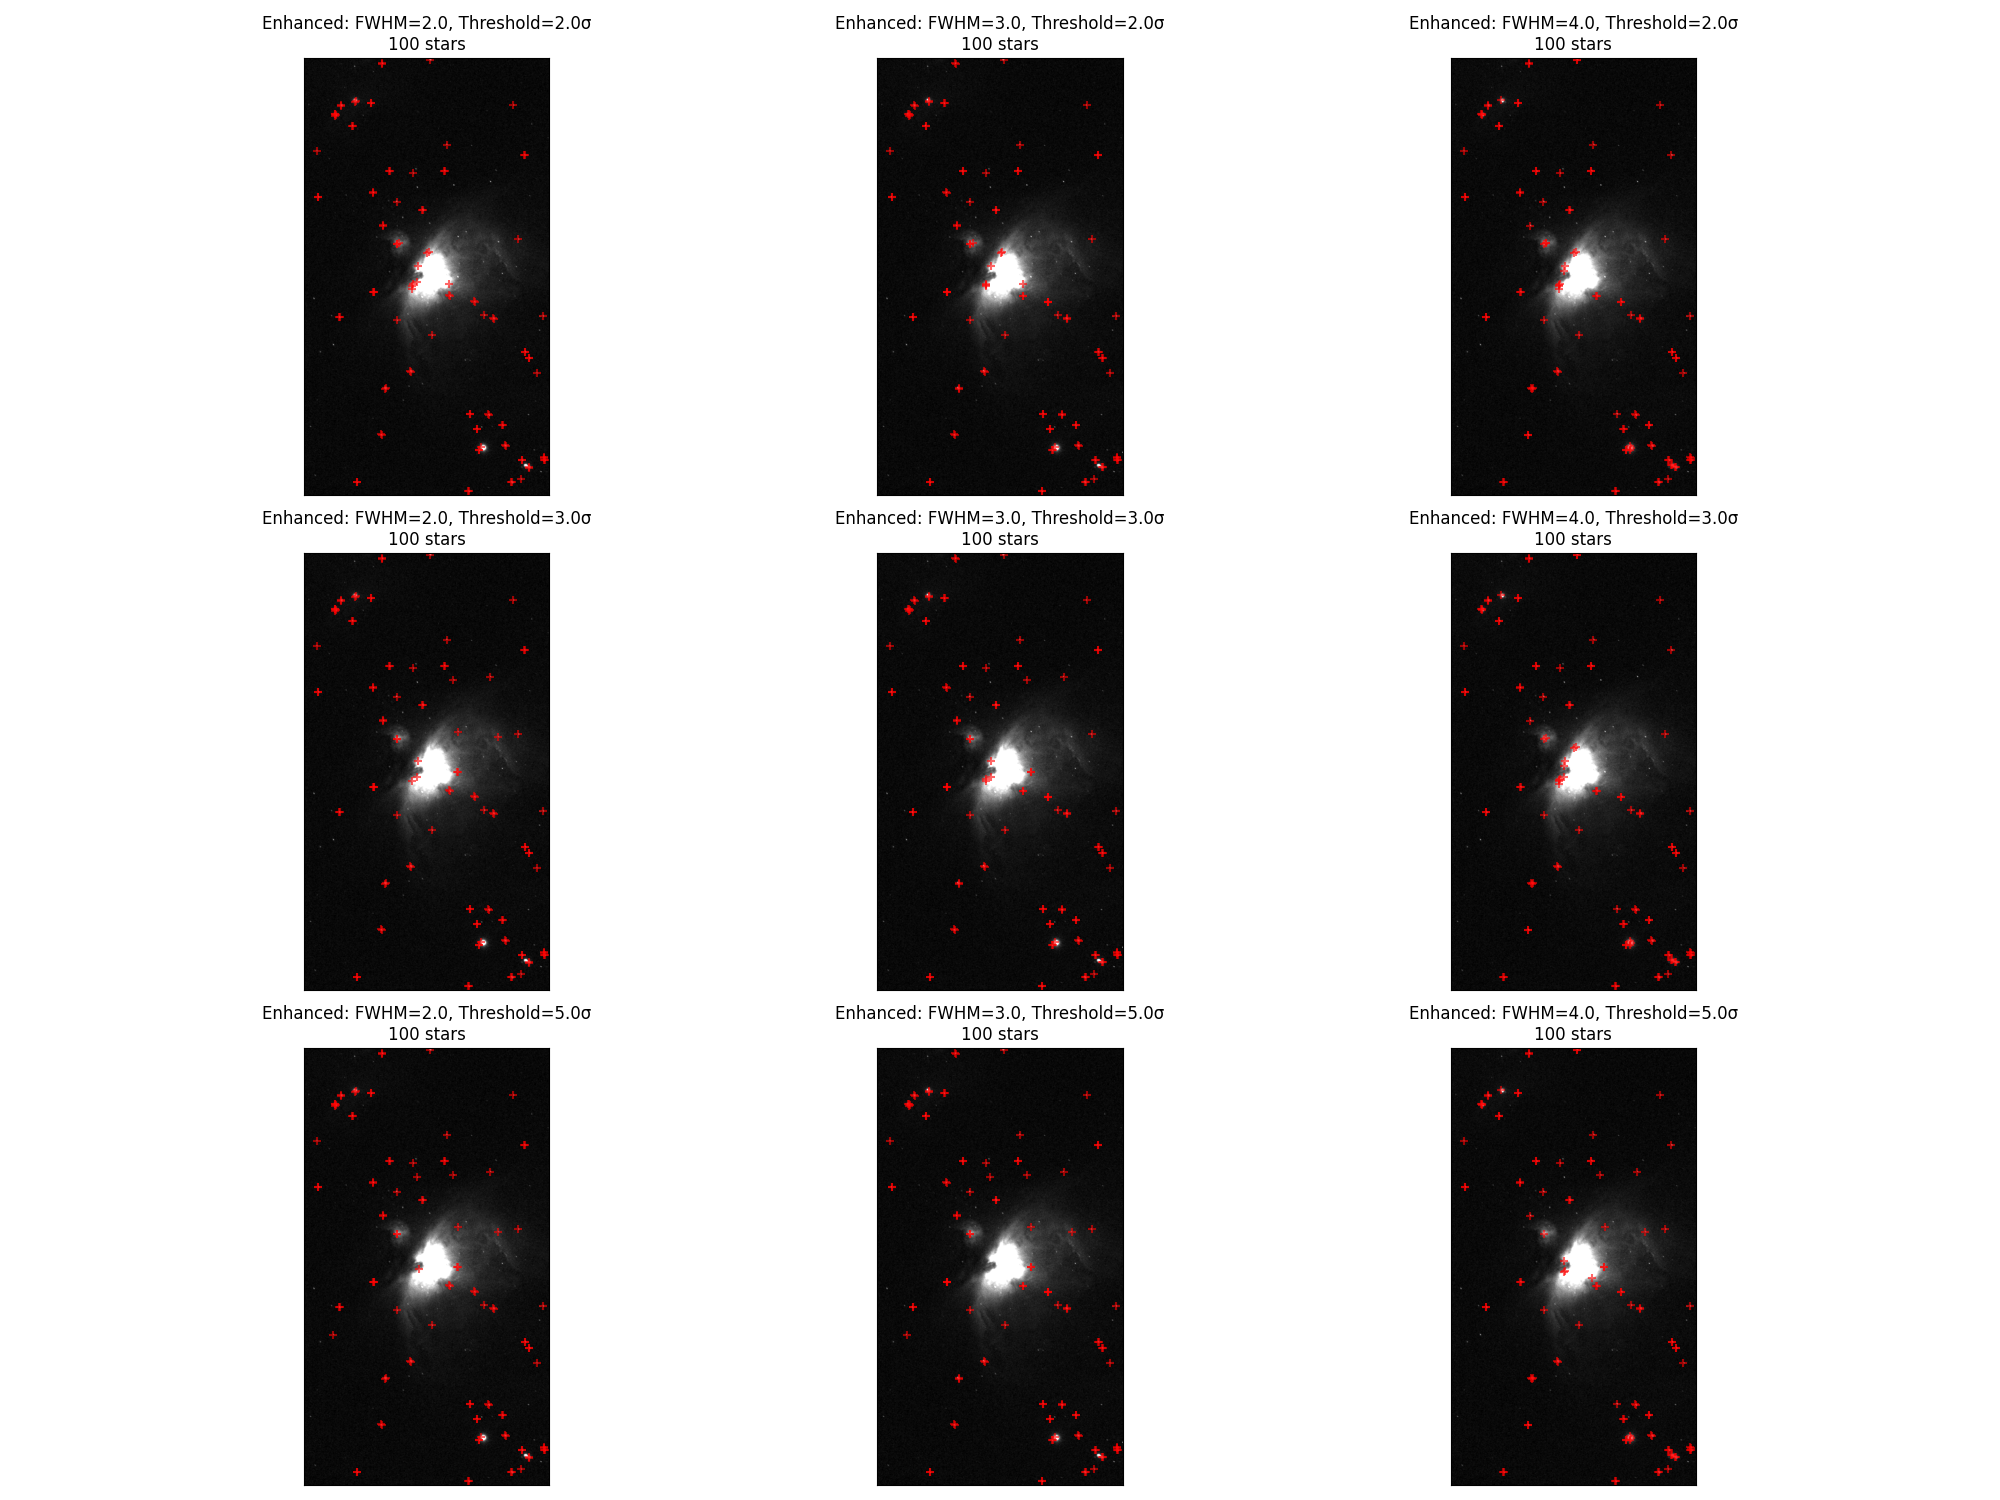 Enhanced: FWHM=2.0, Threshold=2.0σ
100 stars
Enhanced: FWHM=3.0, Threshold=2.0σ
100 stars
Enhanced: FWHM=4.0, Threshold=2.0σ
100 stars
Enhanced: FWHM=2.0, Threshold=3.0σ
100 stars
Enhanced: FWHM=3.0, Threshold=3.0σ
100 stars
Enhanced: FWHM=4.0, Threshold=3.0σ
100 stars
Enhanced: FWHM=2.0, Threshold=5.0σ
100 stars
Enhanced: FWHM=3.0, Threshold=5.0σ
100 stars
Enhanced: FWHM=4.0, Threshold=5.0σ
100 stars